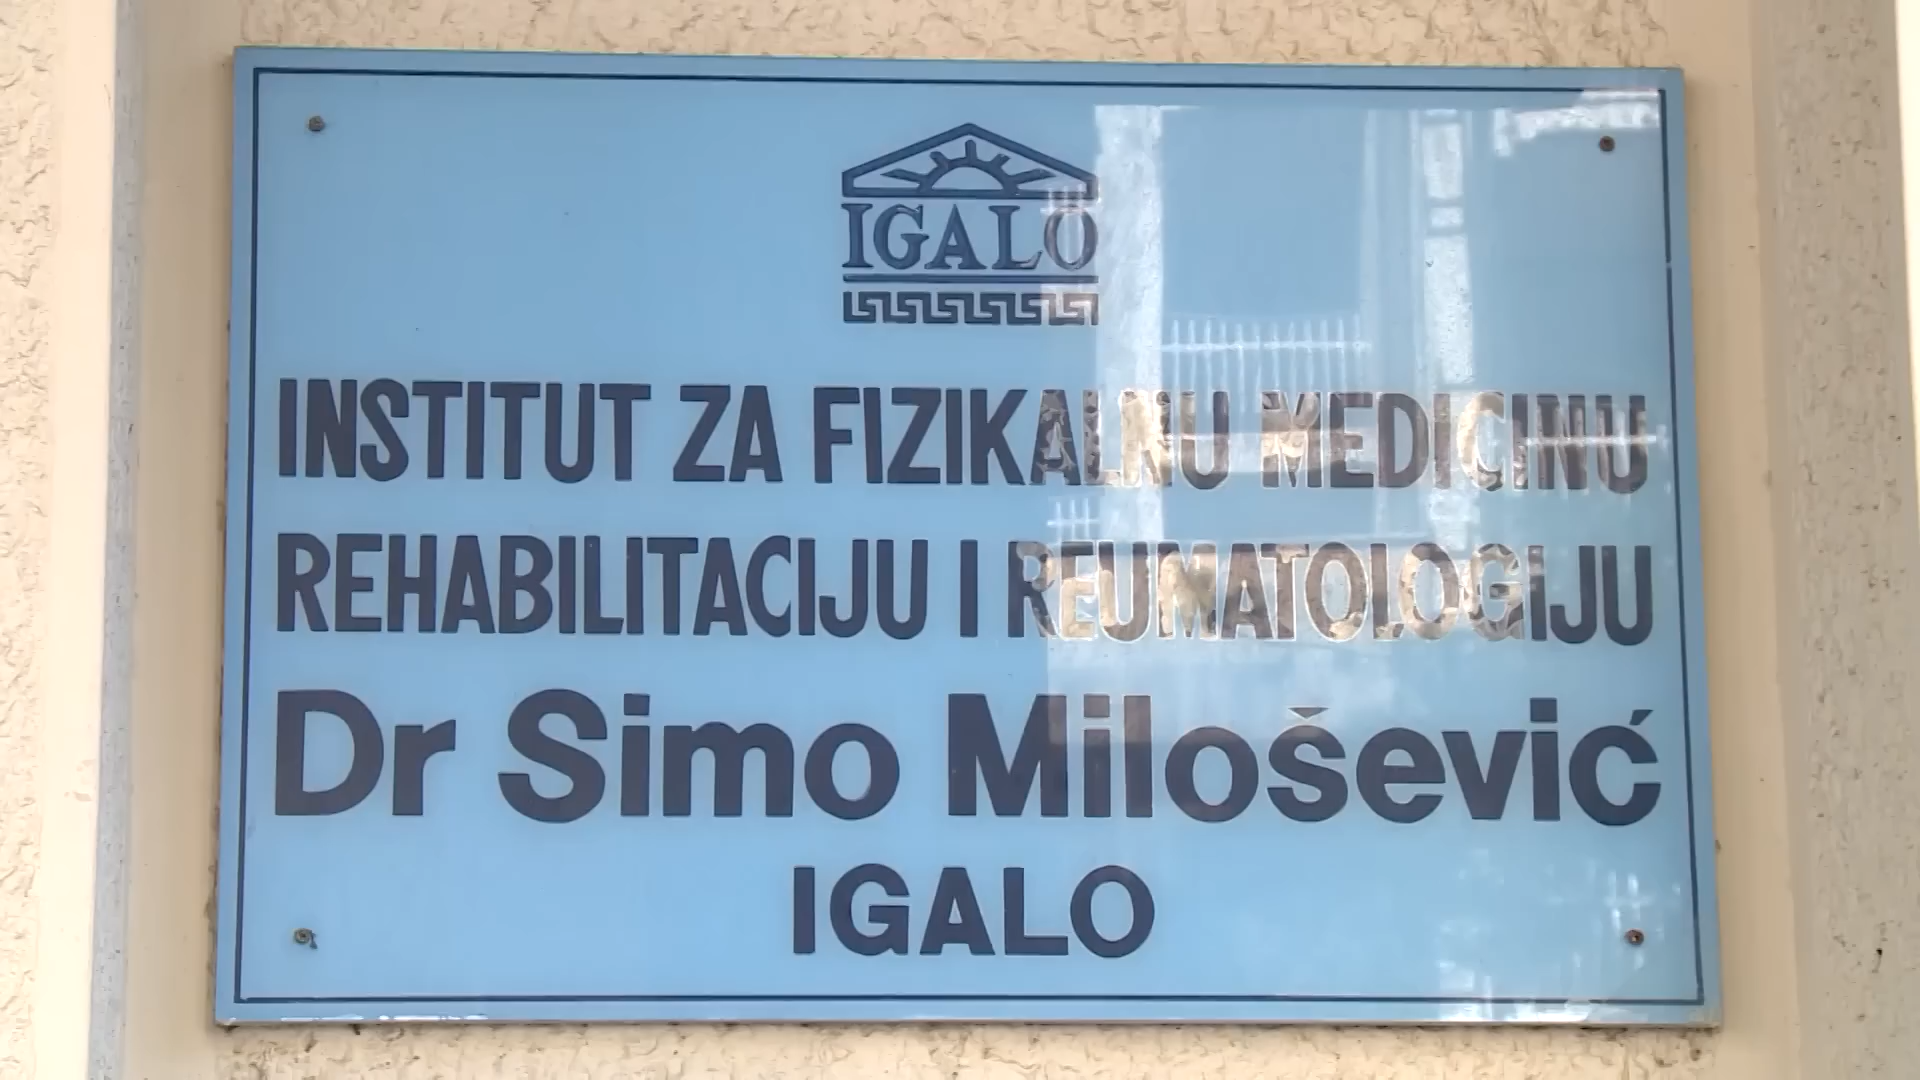 IGALO
INSTITUT ZA FIZIKALNU MEDICINU
REHABILITACIJU I REUMATOLOGIJU
Dr Simo Milošević
IGALO